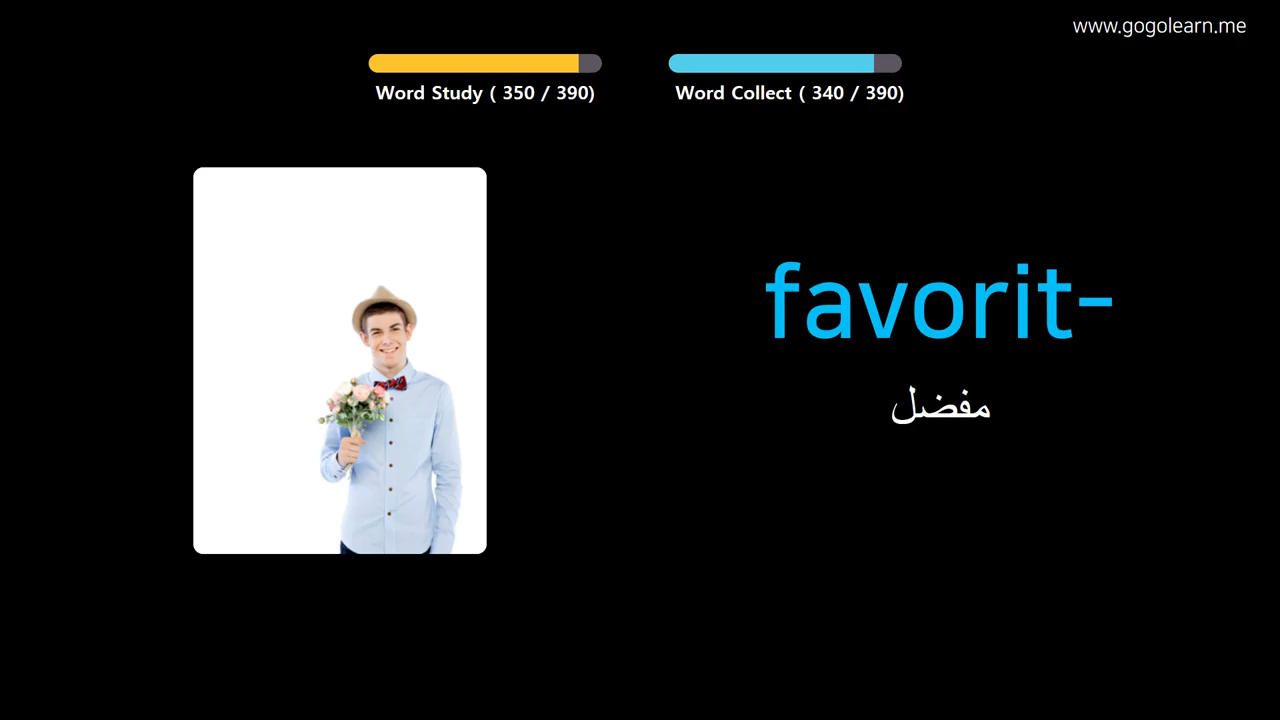 www.gogolearn.me
Word Study ( 350 / 390)
Word Collect ( 340 / 390)
favorit-
مفضل